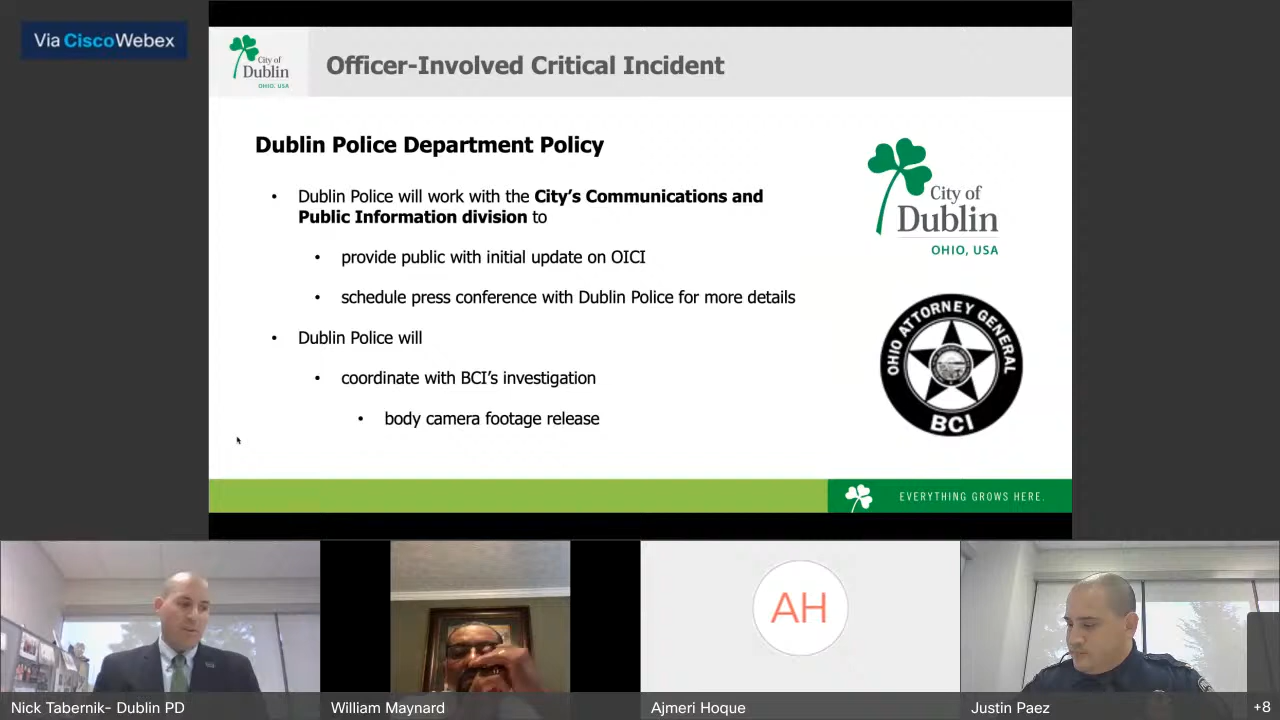 Via Cisco Webex
City of
Dublin
OHIO, USA
Officer-Involved Critical Incident
Dublin Police Department Policy
• Dublin Police will work with the City's Communications and
Public Information division to
• provide public with initial update on OICI
• schedule press conference with Dublin Police for more details
• Dublin Police will
• coordinate with BCI's investigation
• body camera footage release
City of
Dublin
OHIO, USA
OHIO ATTORNEY GENERAL
BCI
EVERYTHING GROWS HERE.
AH
Nick Tabernik- Dublin PD
William Maynard
Ajmeri Hoque
Justin Paez
+8